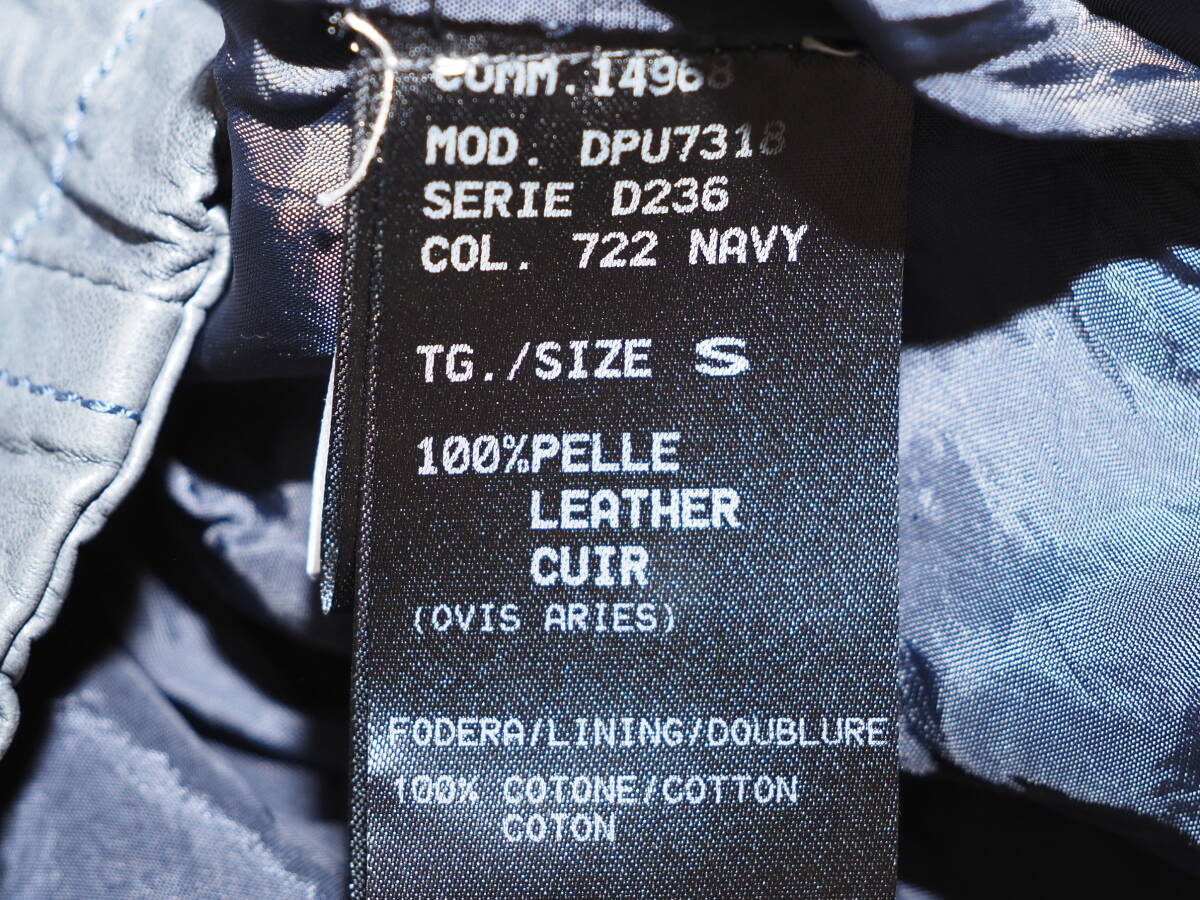 COMM.14968
MOD. DPU7318
SERIE D236
COL. 722 NAVY
TG./SIZE S
100%PELLE
LEATHER
CUIR
(OVIS ARIES)
FODERA/LINING/DOUBLURE
100% COTONE/COTTON
COTON